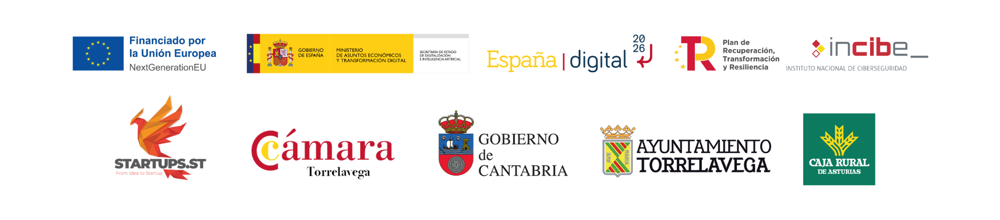 Financiado por
la Unión Europea
NextGenerationEU
GOBIERNO
DE ESPAÑA
MINISTERIO
DE ASUNTOS ECONÓMICOS
Y TRANSFORMACIÓN DIGITAL
SECRETARÍA DE ESTADO
DE DIGITALIZACIÓN
E INTELIGENCIA ARTIFICIAL
España | digital
20
26
Plan de
Recuperación,
Transformación
y Resiliencia
incibe_
INSTITUTO NACIONAL DE CIBERSEGURIDAD
STARTUPS.ST
From Idea to Startup
Cámara
Torrelavega
GOBIERNO
de
CANTABRIA
AVE
MARIA
AYUNTAMIENTO
TORRELAVEGA
CAJA RURAL
DE ASTURIAS